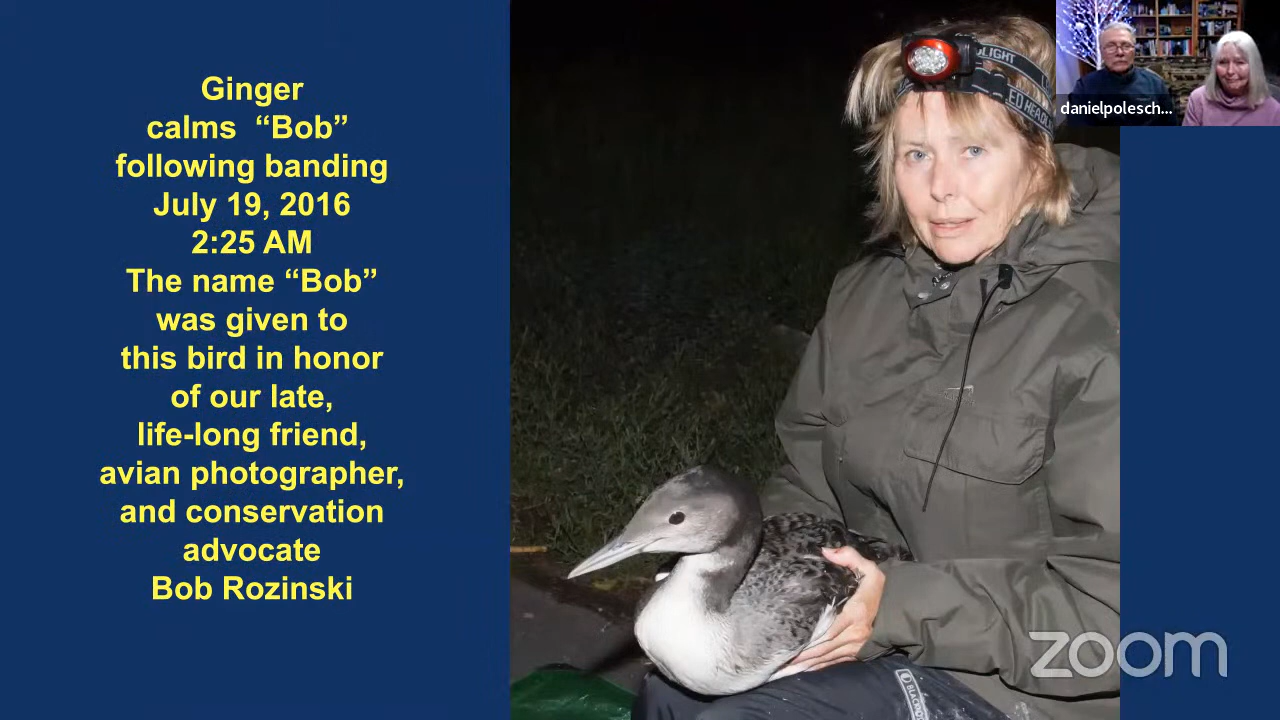 Ginger
calms “Bob”
following banding
July 19, 2016
2:25 AM
The name “Bob”
was given to
this bird in honor
of our late,
life-long friend,
avian photographer,
and conservation
advocate
Bob Rozinski
danielpolesch...
zoom